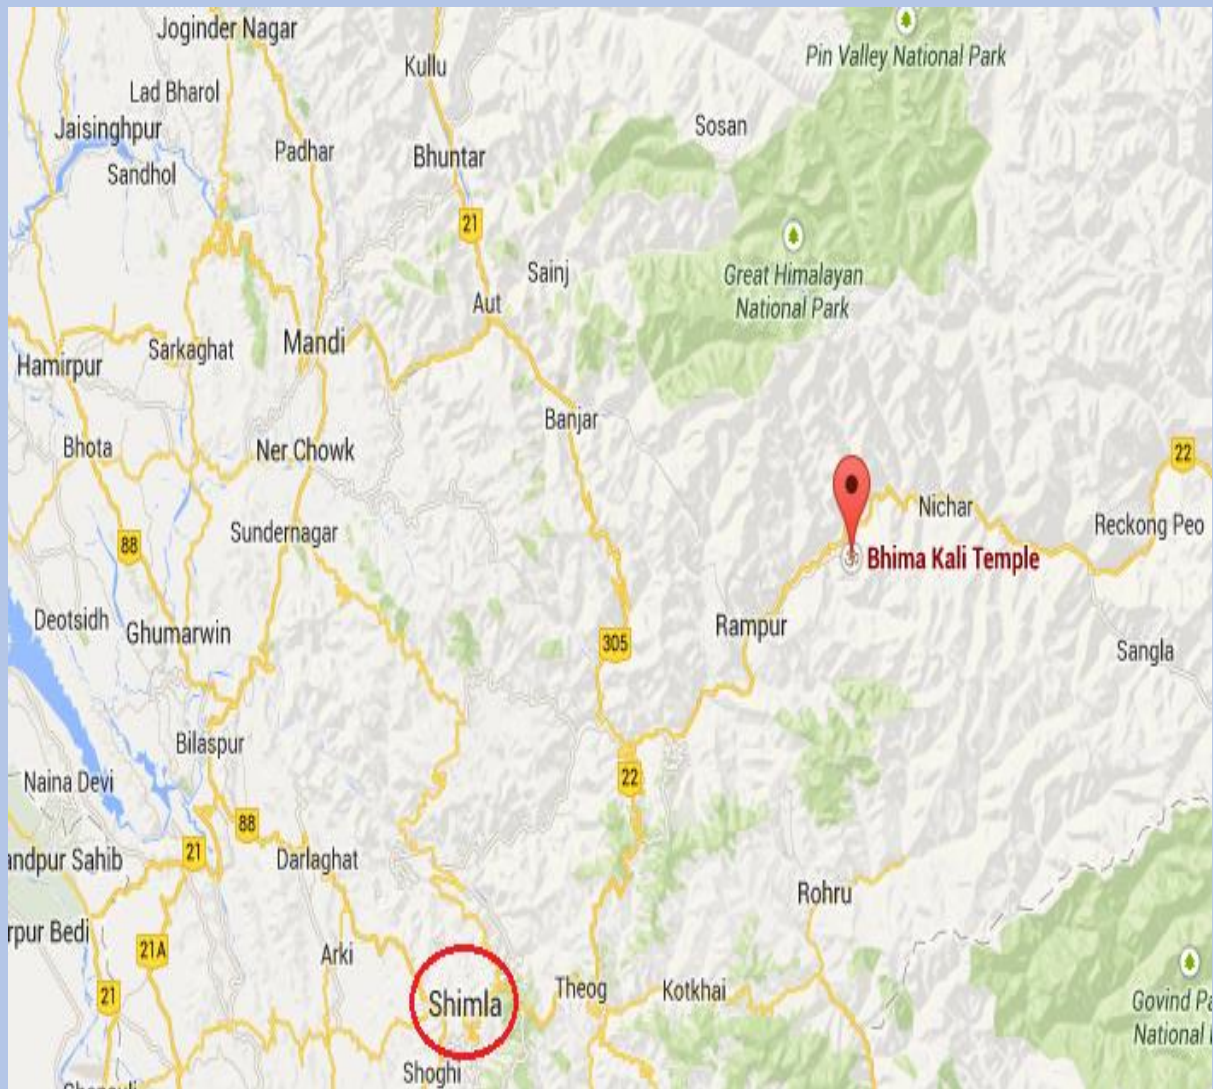 Joginder Nagar
Kullu
Pin Valley National Park
Lad Bharol
Jaisinghpur
Sosan
Padhar
Bhuntar
Sandhol
21
Sainj
Great Himalayan
National Park
Aut
Mandi
Sarkaghat
Hamirpur
Banjar
Bhota
Ner Chowk
22
Nichar
Reckong Peo
Sundernagar
88
Bhima Kali Temple
Deotsidh
Ghumarwin
Rampur
305
Sangla
Bilaspur
22
Naina Devi
88
21
andpur Sahib
Darlaghat
Rohru
rpur Bedi
21A
Arki
21
Shimla
Theog
Kotkhai
Govind Pa
National
Shoghi